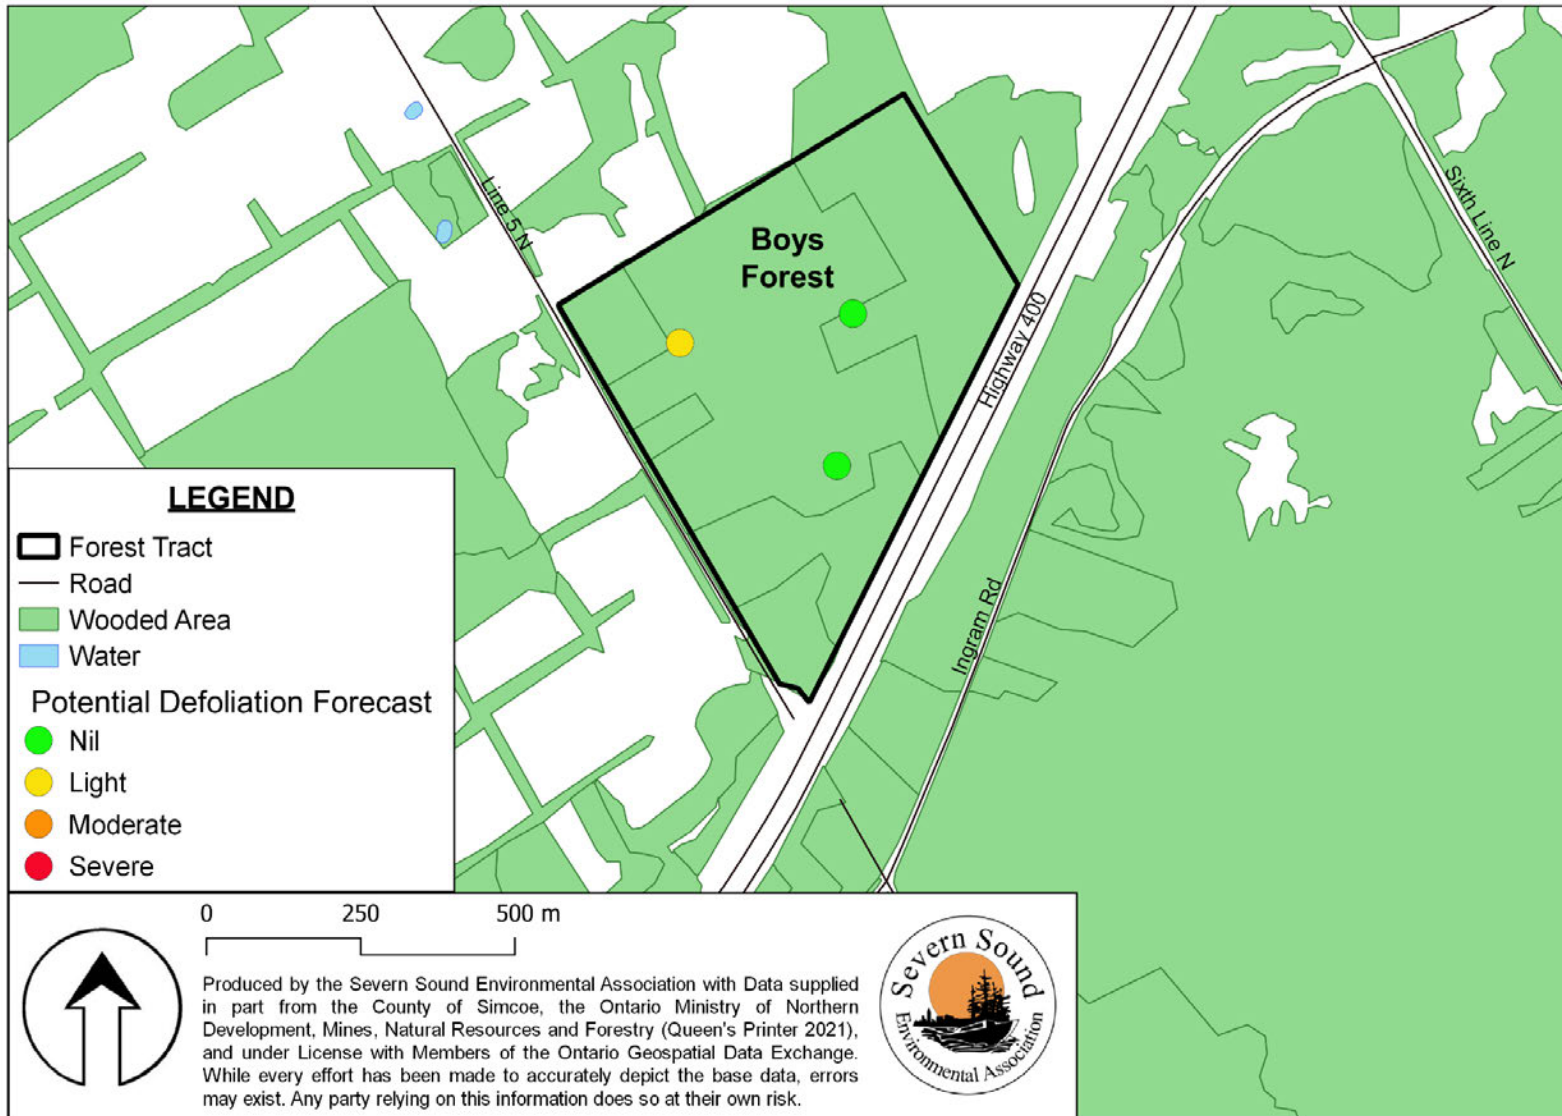 Line 5 N
Boys
Forest
Highway 400
Sixth Line N
Ingram Rd
LEGEND
Forest Tract
Road
Wooded Area
Water
Potential Defoliation Forecast
Nil
Light
Moderate
Severe
0 250 500 m
Produced by the Severn Sound Environmental Association with Data supplied
in part from the County of Simcoe, the Ontario Ministry of Northern
Development, Mines, Natural Resources and Forestry (Queen's Printer 2021),
and under License with Members of the Ontario Geospatial Data Exchange.
While every effort has been made to accurately depict the base data, errors
may exist. Any party relying on this information does so at their own risk.
Severn Sound
Environmental Association